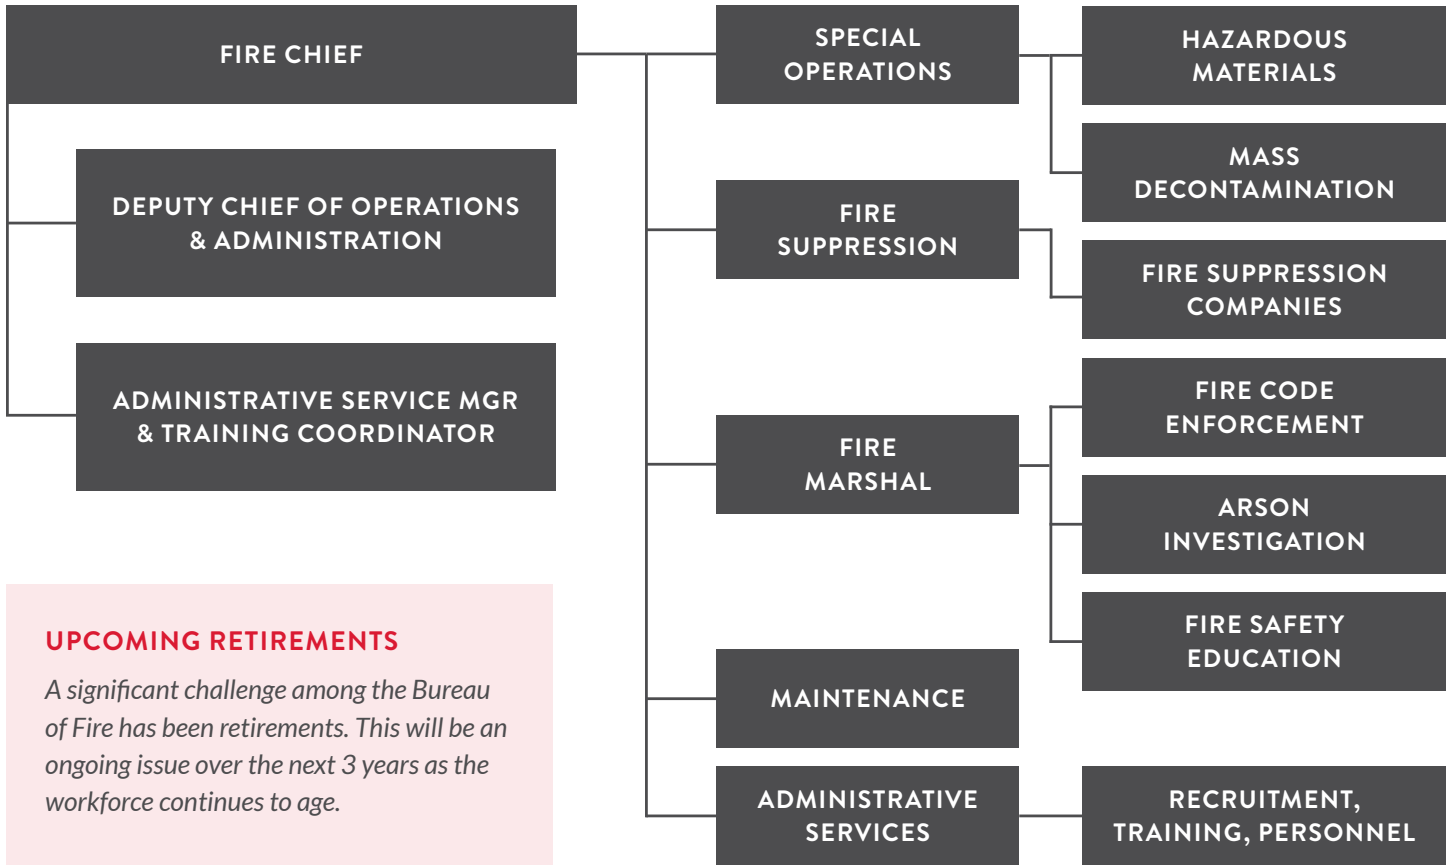 FIRE CHIEF
DEPUTY CHIEF OF OPERATIONS
& ADMINISTRATION
ADMINISTRATIVE SERVICE MGR
& TRAINING COORDINATOR
UPCOMING RETIREMENTS
A significant challenge among the Bureau
of Fire has been retirements. This will be an
ongoing issue over the next 3 years as the
workforce continues to age.
SPECIAL
OPERATIONS
FIRE
SUPPRESSION
FIRE
MARSHAL
MAINTENANCE
ADMINISTRATIVE
SERVICES
HAZARDOUS
MATERIALS
MASS
DECONTAMINATION
FIRE SUPPRESSION
COMPANIES
FIRE CODE
ENFORCEMENT
ARSON
INVESTIGATION
FIRE SAFETY
EDUCATION
RECRUITMENT,
TRAINING, PERSONNEL